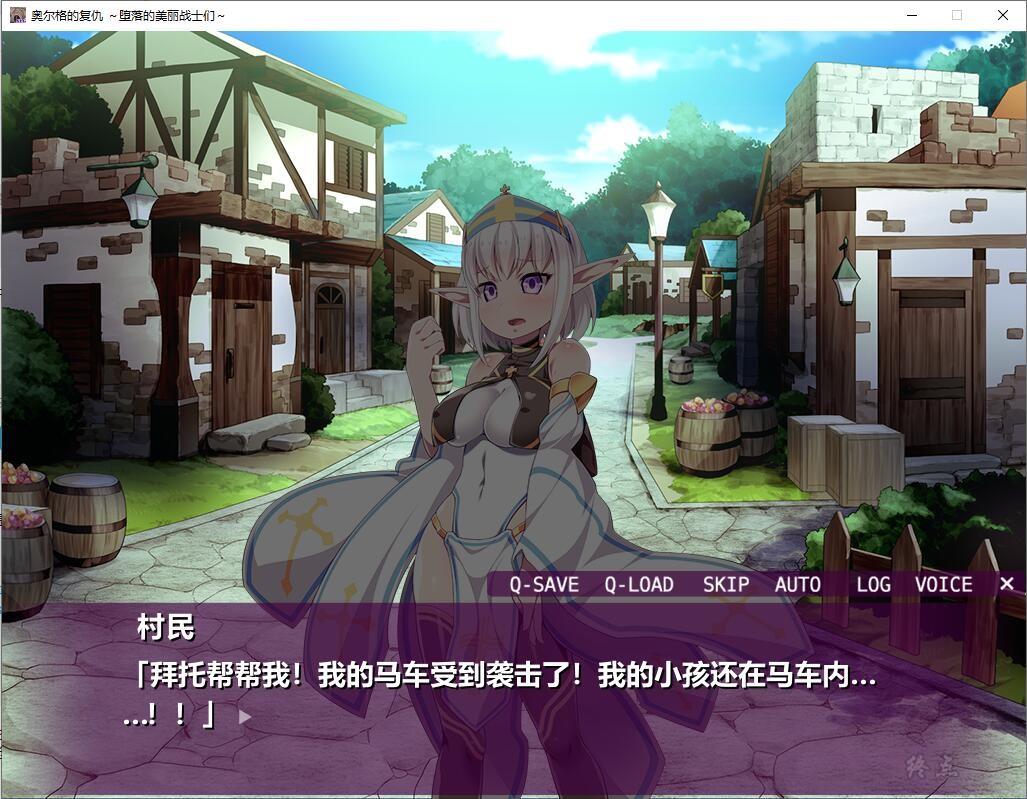 奥尔格的复仇 ~堕落的美丽战士们~
Q-SAVE Q-LOAD SKIP AUTO LOG VOICE ×
村民
「拜托帮帮我！我的马车受到袭击了！我的小孩还在马车内…
…！！」
终点